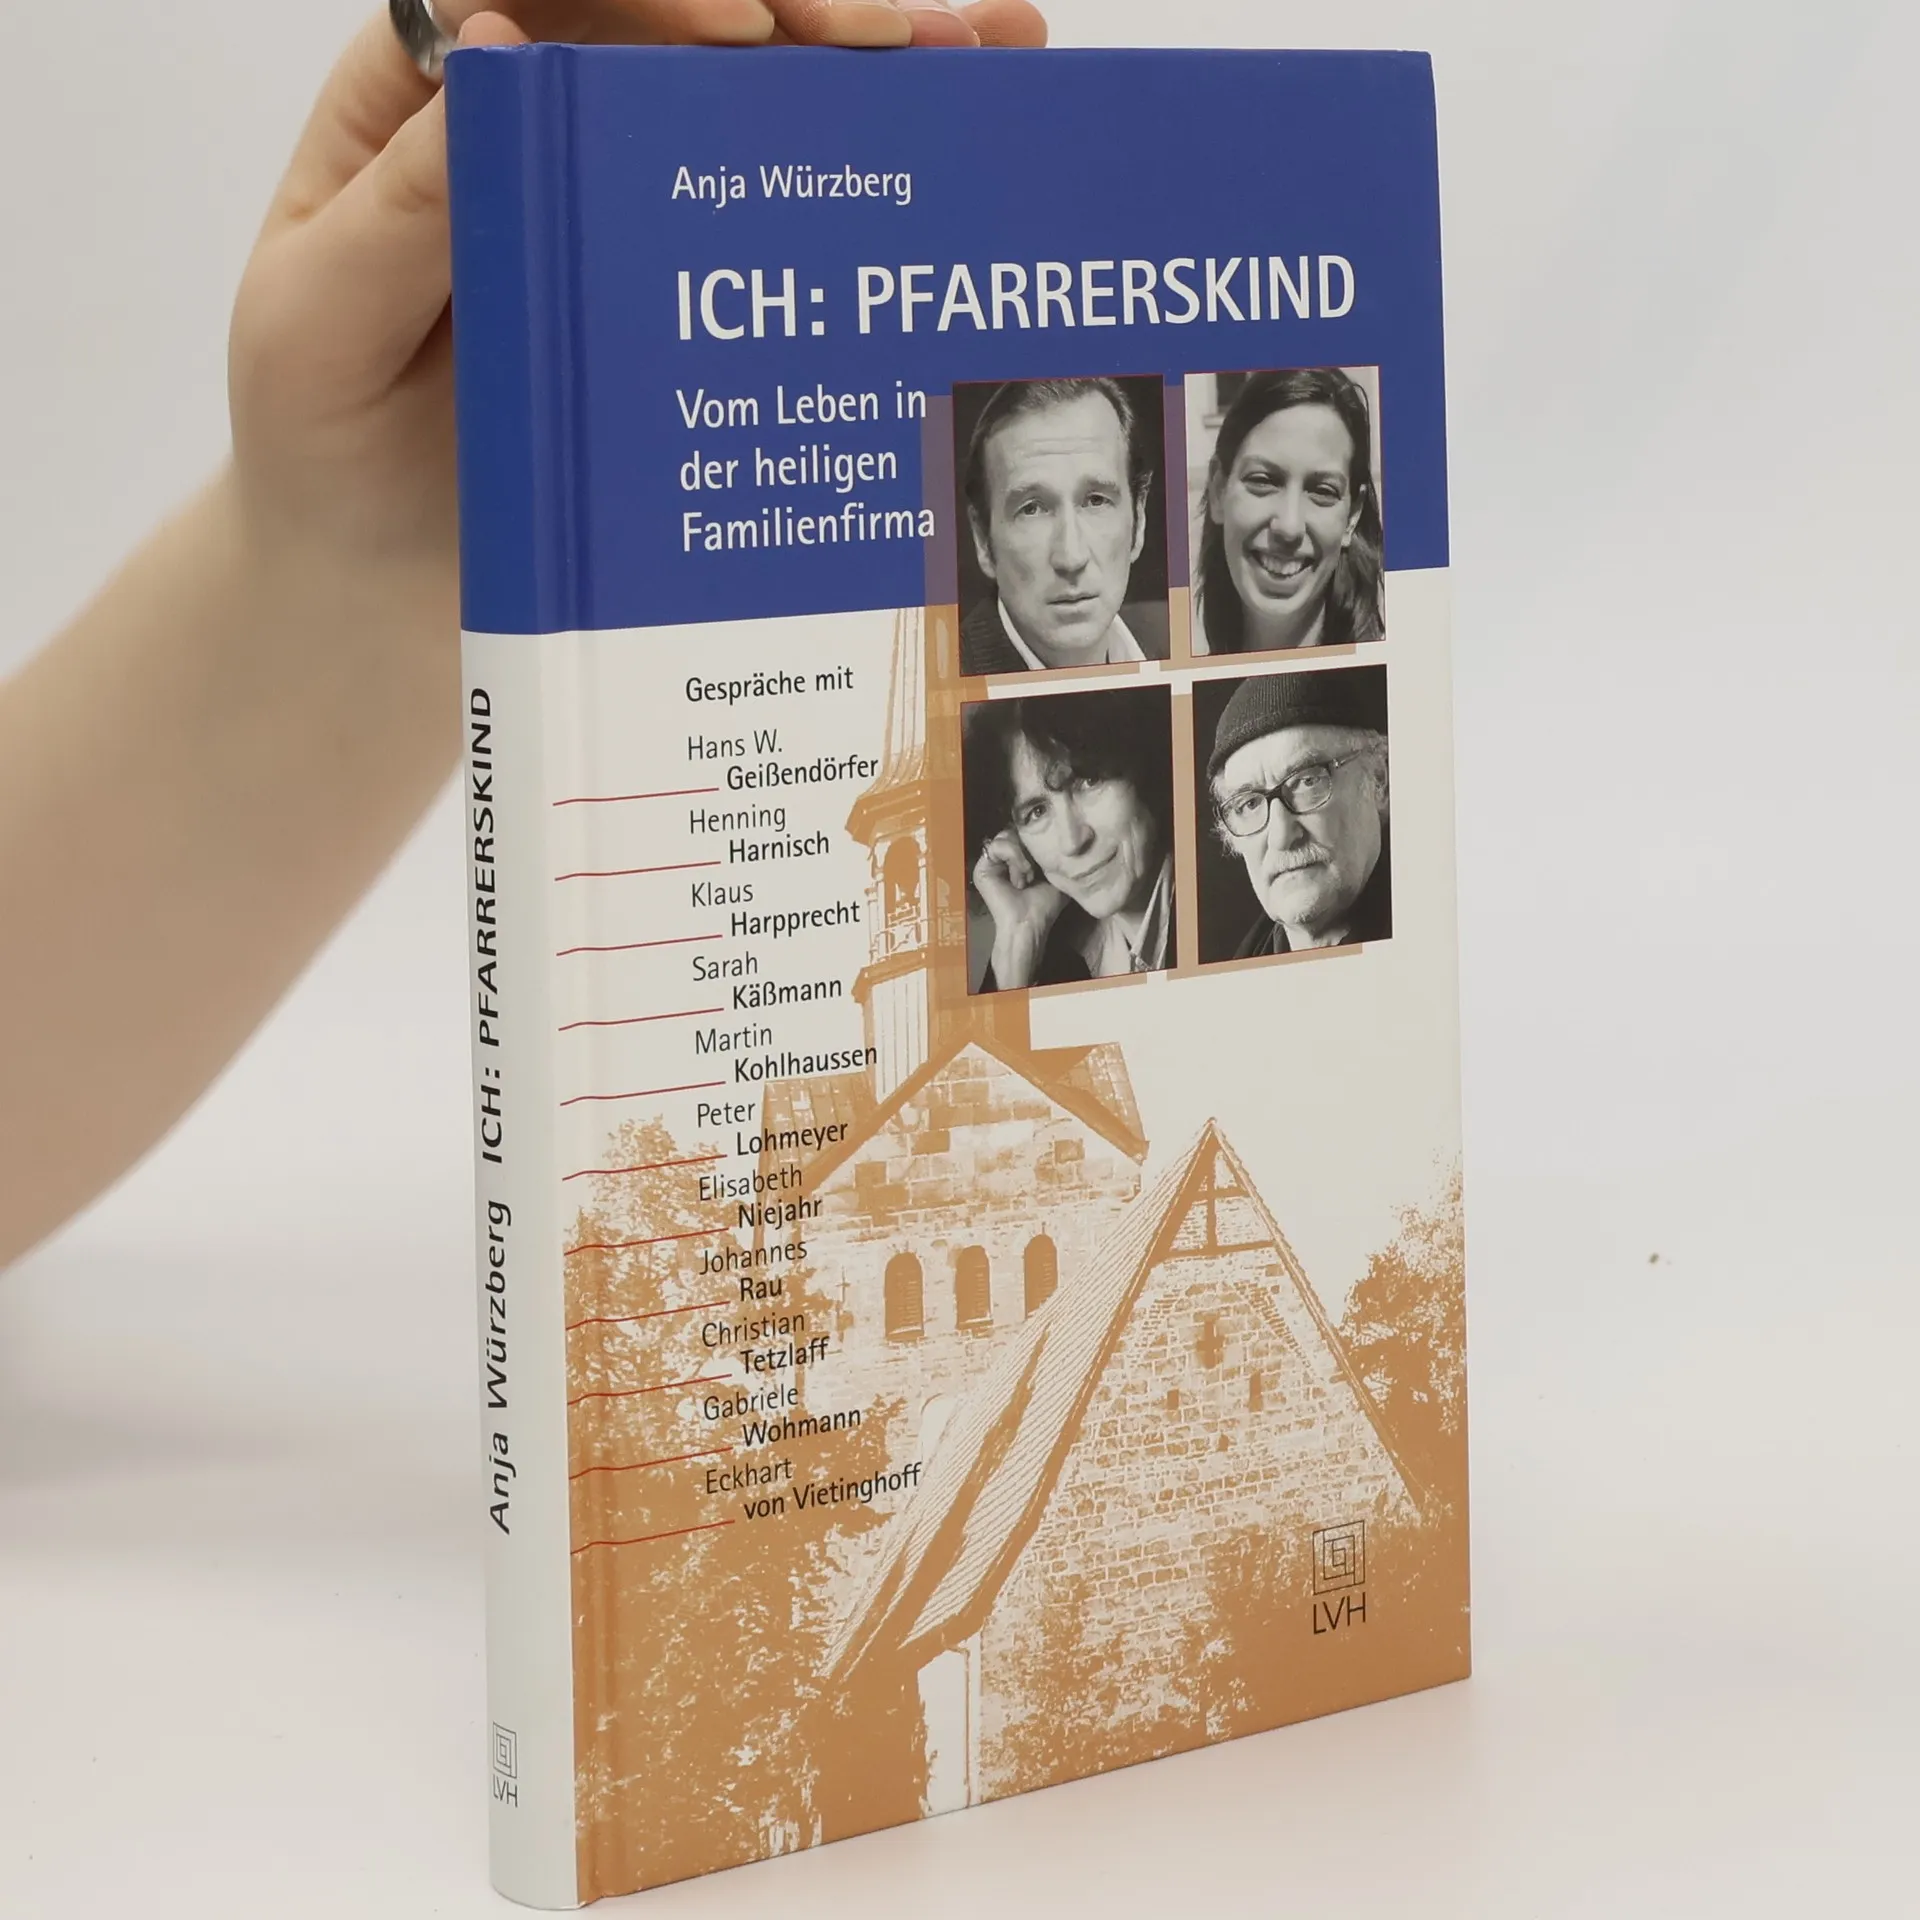 Anja Würzberg
ICH: PFARRERSKIND
Vom Leben in
der heiligen
Familienfirma
Gespräche mit
Hans W.
Geißendörfer
Henning
Harnisch
Klaus
Harpprecht
Sarah
Käßmann
Martin
Kohlhaussen
Peter
Lohmeyer
Elisabeth
Niejahr
Johannes
Rau
Christian
Tetzlaff
Gabriele
Wohmann
Eckhart
von Vietinghoff
LVH
Anja Würzberg ICH: PFARRERSKIND
LVH